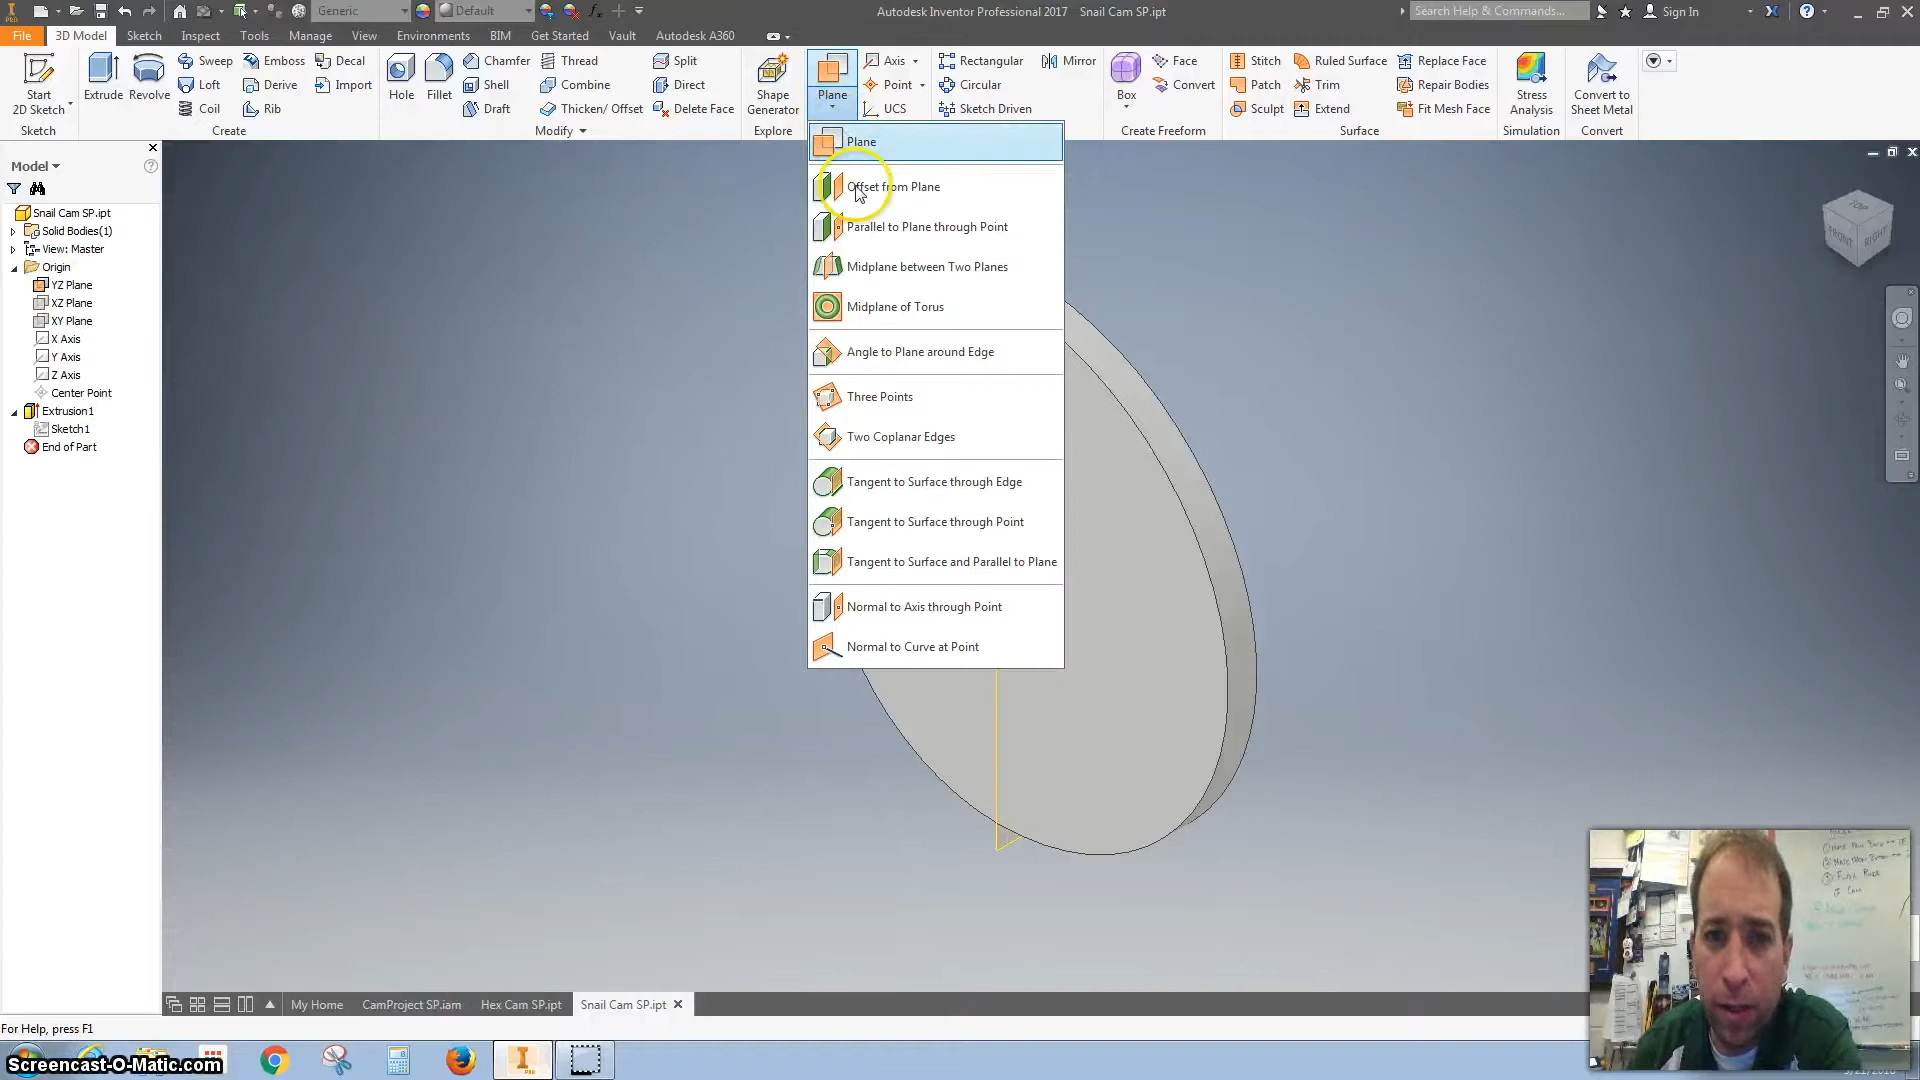 Generic
Default
Autodesk Inventor Professional 2017 Snail Cam SP.ipt
Search Help & Commands...
Sign In
PRO
File
3D Model
Sketch
Inspect
Tools
Manage
View
Environments
BIM
Get Started
Vault
Autodesk A360
Start
2D Sketch
Sketch
Extrude
Revolve
Sweep
Emboss
Decal
Loft
Derive
Import
Coil
Rib
Create
Hole
Fillet
Chamfer
Thread
Split
Shell
Combine
Direct
Draft
Thicken/ Offset
Delete Face
Modify
Shape
Generator
Explore
Plane
Axis
Point
UCS
Rectangular
Mirror
Circular
Sketch Driven
Box
Face
Convert
Create Freeform
Stitch
Ruled Surface
Replace Face
Patch
Trim
Repair Bodies
Sculpt
Extend
Fit Mesh Face
Surface
Stress
Analysis
Simulation
Convert to
Sheet Metal
Convert
Plane
Offset from Plane
Parallel to Plane through Point
Midplane between Two Planes
Midplane of Torus
Angle to Plane around Edge
Three Points
Two Coplanar Edges
Tangent to Surface through Edge
Tangent to Surface through Point
Tangent to Surface and Parallel to Plane
Normal to Axis through Point
Normal to Curve at Point
Model
Snail Cam SP.ipt
Solid Bodies(1)
View: Master
Origin
YZ Plane
XZ Plane
XY Plane
X Axis
Y Axis
Z Axis
Center Point
Extrusion1
Sketch1
End of Part
TOP
FRONT
RIGHT
My Home
CamProject SP.iam
Hex Cam SP.ipt
Snail Cam SP.ipt
For Help, press F1
Screencast-O-Matic.com